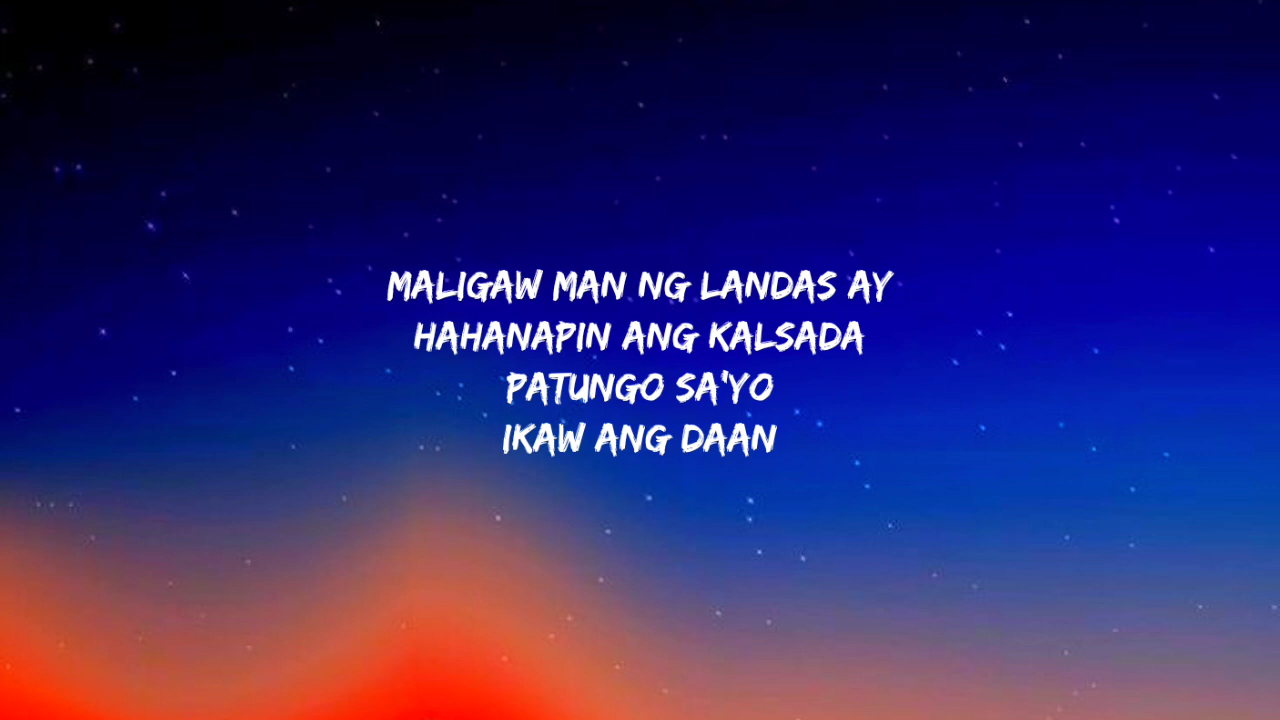 MALIGAW MAN NG LANDAS AY
HAHANAPIN ANG KALSADA
PATUNGO SA'YO
IKAW ANG DAAN